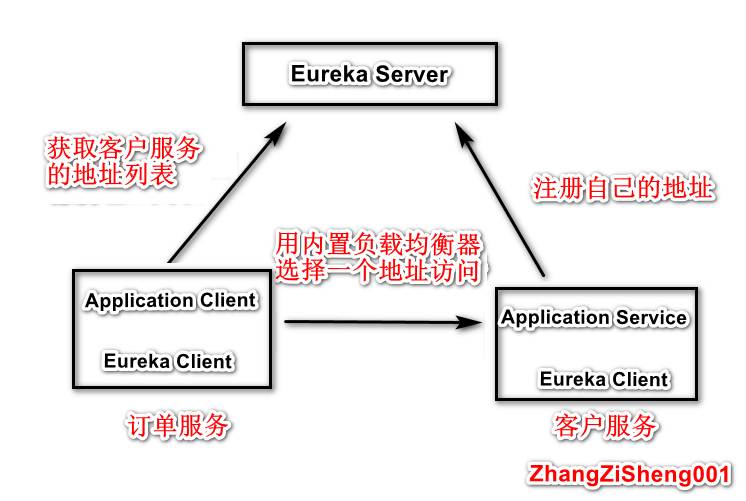 Eureka Server
获取客户服务
的地址列表
注册自己的地址
用内置负载均衡器
选择一个地址访问
Application Client
Eureka Client
Application Service
Eureka Client
订单服务
客户服务
ZhangZiSheng001